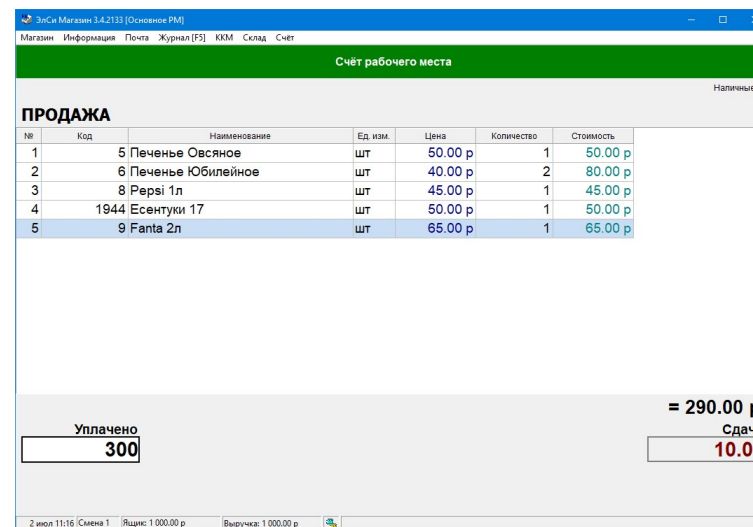 ЭлСи Магазин 3.4.2133 [Основное РМ]
Магазин Информация Почта Журнал [F5] ККМ Склад Счёт
Счёт рабочего места
Наличные
ПРОДАЖА
№ Код Наименование Ед. изм. Цена Количество Стоимость
1 5 Печенье Овсяное шт 50.00 р 1 50.00 р
2 6 Печенье Юбилейное шт 40.00 р 2 80.00 р
3 8 Pepsi 1л шт 45.00 р 1 45.00 р
4 1944 Есентуки 17 шт 50.00 р 1 50.00 р
5 9 Fanta 2л шт 65.00 р 1 65.00 р
= 290.00 р
Уплачено Сдач
300 10.0
2 июл 11:16 Смена 1 Ящик: 1 000.00 р Выручка: 1 000.00 р